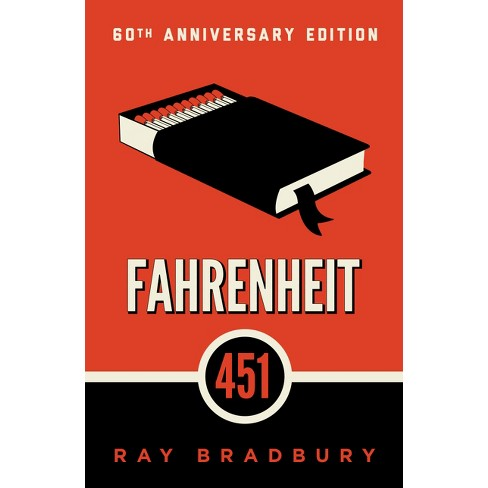 60TH ANNIVERSARY EDITION
FAHRENHEIT
451
RAY BRADBURY